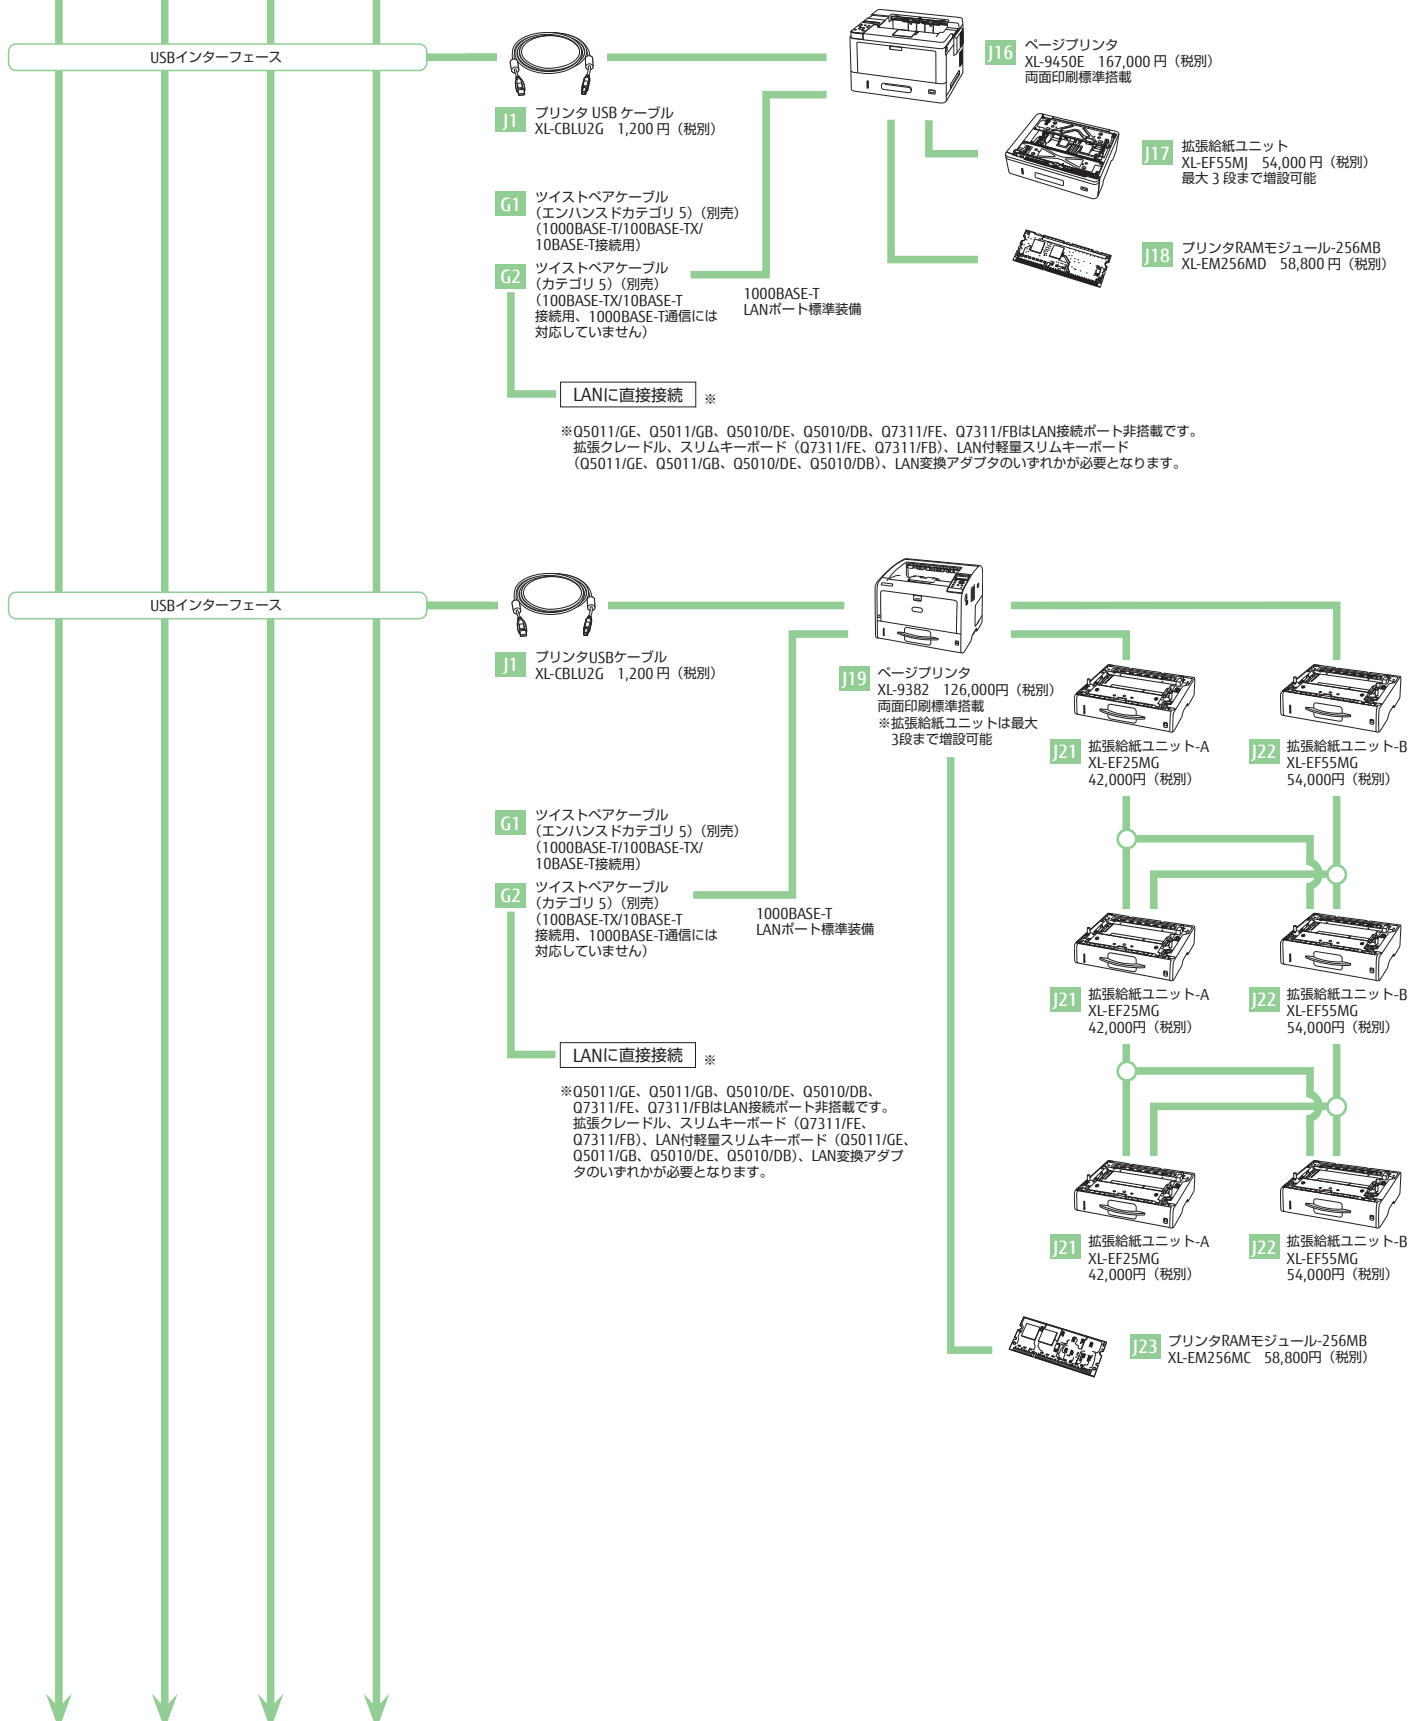 USBインターフェース
J1 プリンタ USB ケーブル
XL-CBLU2G 1,200 円（税別）
J16 ページプリンタ
XL-9450E 167,000 円（税別）
両面印刷標準搭載
J17 拡張給紙ユニット
XL-EF55MJ 54,000 円（税別）
最大 3 段まで増設可能
J18 プリンタRAMモジュール-256MB
XL-EM256MD 58,800 円（税別）
G1 ツイストペアケーブル
（エンハンスドカテゴリ 5）（別売）
（1000BASE-T/100BASE-TX/
10BASE-T接続用）
G2 ツイストペアケーブル
（カテゴリ 5）（別売）
（100BASE-TX/10BASE-T
接続用、1000BASE-T通信には
対応していません）
1000BASE-T
LANポート標準装備
LANに直接接続 ※
※Q5011/GE、Q5011/GB、Q5010/DE、Q5010/DB、Q7311/FE、Q7311/FBはLAN接続ポート非搭載です。
拡張クレードル、スリムキーボード（Q7311/FE、Q7311/FB）、LAN付軽量スリムキーボード
（Q5011/GE、Q5011/GB、Q5010/DE、Q5010/DB）、LAN変換アダプタのいずれかが必要となります。
USBインターフェース
J1 プリンタUSBケーブル
XL-CBLU2G 1,200 円（税別）
J19 ページプリンタ
XL-9382 126,000円（税別）
両面印刷標準搭載
※拡張給紙ユニットは最大
3段まで増設可能
J21 拡張給紙ユニット-A
XL-EF25MG
42,000円（税別）
J22 拡張給紙ユニット-B
XL-EF55MG
54,000円（税別）
G1 ツイストペアケーブル
（エンハンスドカテゴリ 5）（別売）
（1000BASE-T/100BASE-TX/
10BASE-T接続用）
G2 ツイストペアケーブル
（カテゴリ 5）（別売）
（100BASE-TX/10BASE-T
接続用、1000BASE-T通信には
対応していません）
1000BASE-T
LANポート標準装備
J21 拡張給紙ユニット-A
XL-EF25MG
42,000円（税別）
J22 拡張給紙ユニット-B
XL-EF55MG
54,000円（税別）
LANに直接接続 ※
※Q5011/GE、Q5011/GB、Q5010/DE、Q5010/DB、
Q7311/FE、Q7311/FBはLAN接続ポート非搭載です。
拡張クレードル、スリムキーボード（Q7311/FE、
Q7311/FB）、LAN付軽量スリムキーボード（Q5011/GE、
Q5011/GB、Q5010/DE、Q5010/DB）、LAN変換アダプ
タのいずれかが必要となります。
J21 拡張給紙ユニット-A
XL-EF25MG
42,000円（税別）
J22 拡張給紙ユニット-B
XL-EF55MG
54,000円（税別）
J23 プリンタRAMモジュール-256MB
XL-EM256MC 58,800円（税別）